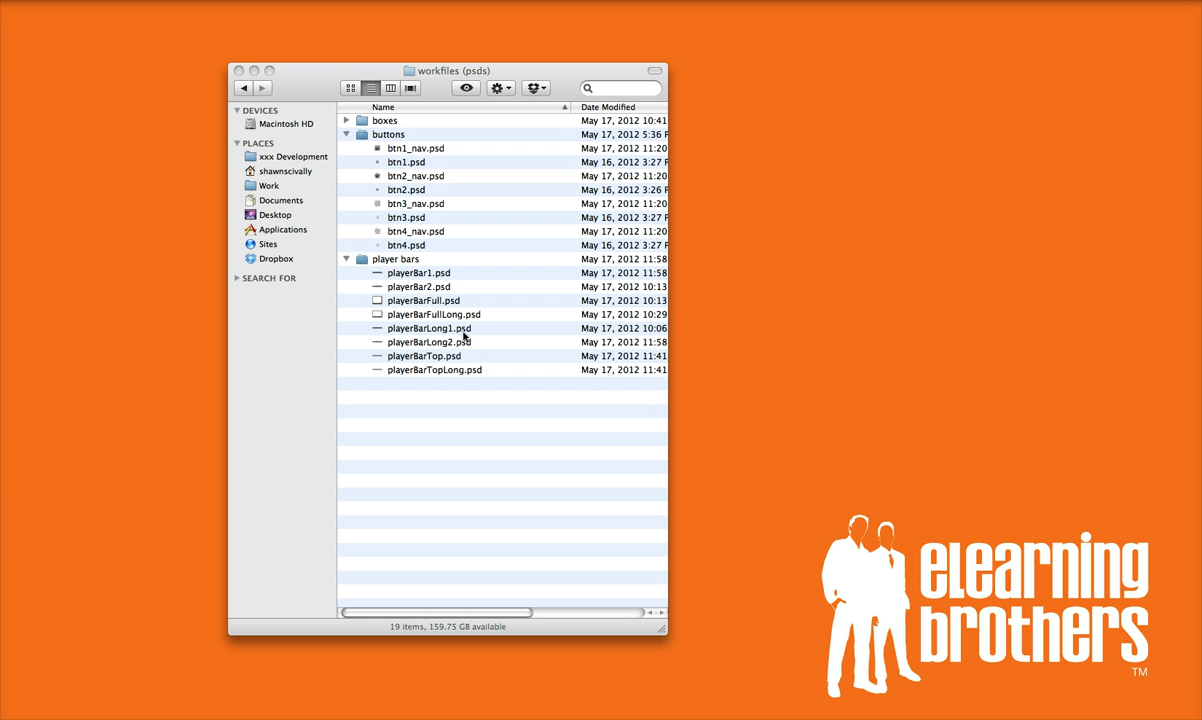 workfiles (psds)
DEVICES
Macintosh HD
PLACES
xxx Development
shawnscivally
Work
Documents
Desktop
Applications
Sites
Dropbox
SEARCH FOR
Name Date Modified
boxes May 17, 2012 10:41
buttons May 17, 2012 5:36 P
btn1_nav.psd May 17, 2012 11:20
btn1.psd May 16, 2012 3:27 P
btn2_nav.psd May 17, 2012 11:20
btn2.psd May 16, 2012 3:26 P
btn3_nav.psd May 17, 2012 11:20
btn3.psd May 16, 2012 3:27 P
btn4_nav.psd May 17, 2012 11:20
btn4.psd May 16, 2012 3:27 P
player bars May 17, 2012 11:58
playerBar1.psd May 17, 2012 11:58
playerBar2.psd May 17, 2012 10:13
playerBarFull.psd May 17, 2012 10:13
playerBarFullLong.psd May 17, 2012 10:29
playerBarLong1.psd May 17, 2012 10:06
playerBarLong2.psd May 17, 2012 11:58
playerBarTop.psd May 17, 2012 11:41
playerBarTopLong.psd May 17, 2012 11:41
19 items, 159.75 GB available
eLearning
brothers
TM